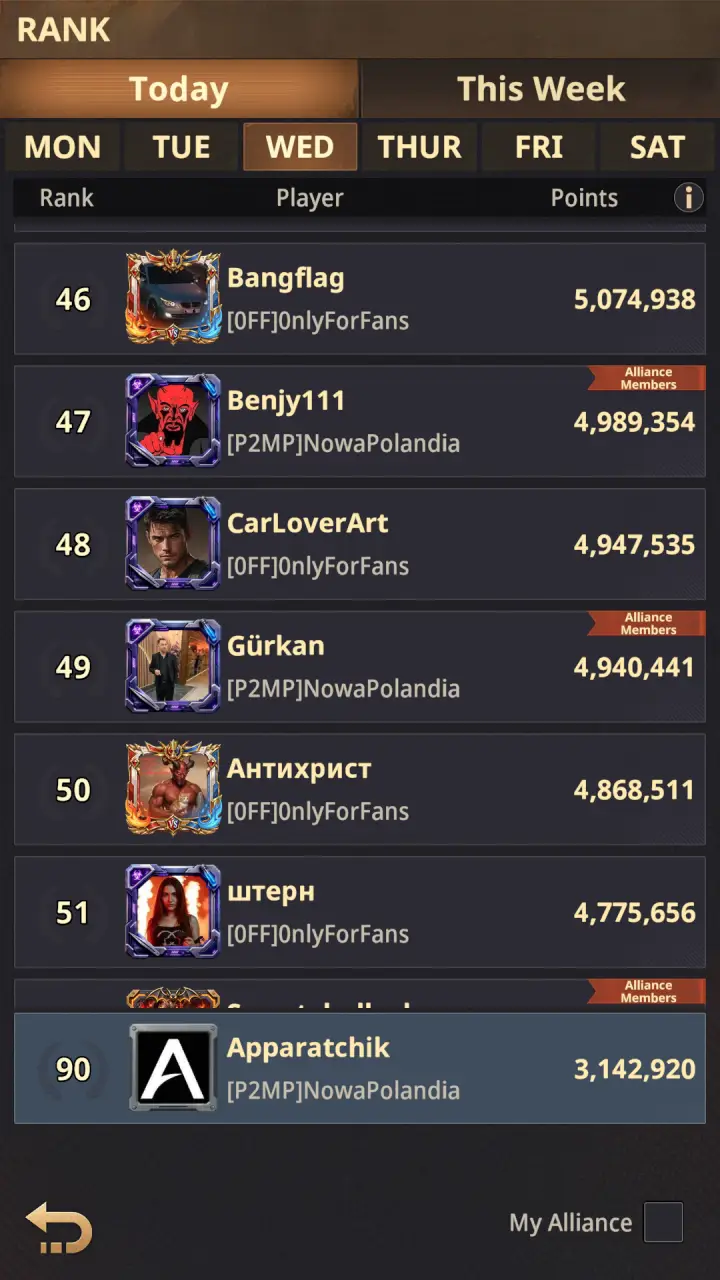 RANK
Today
This Week
MON
TUE
WED
THUR
FRI
SAT
Rank
Player
Points
46
Bangflag
[0FF]0nlyForFans
5,074,938
Alliance
Members
47
Benjy111
[P2MP]NowaPolandia
4,989,354
48
CarLoverArt
[0FF]0nlyForFans
4,947,535
Alliance
Members
49
Gürkan
[P2MP]NowaPolandia
4,940,441
50
Антихрист
[0FF]0nlyForFans
4,868,511
51
штерн
[0FF]0nlyForFans
4,775,656
Alliance
Members
90
Apparatchik
[P2MP]NowaPolandia
3,142,920
My Alliance